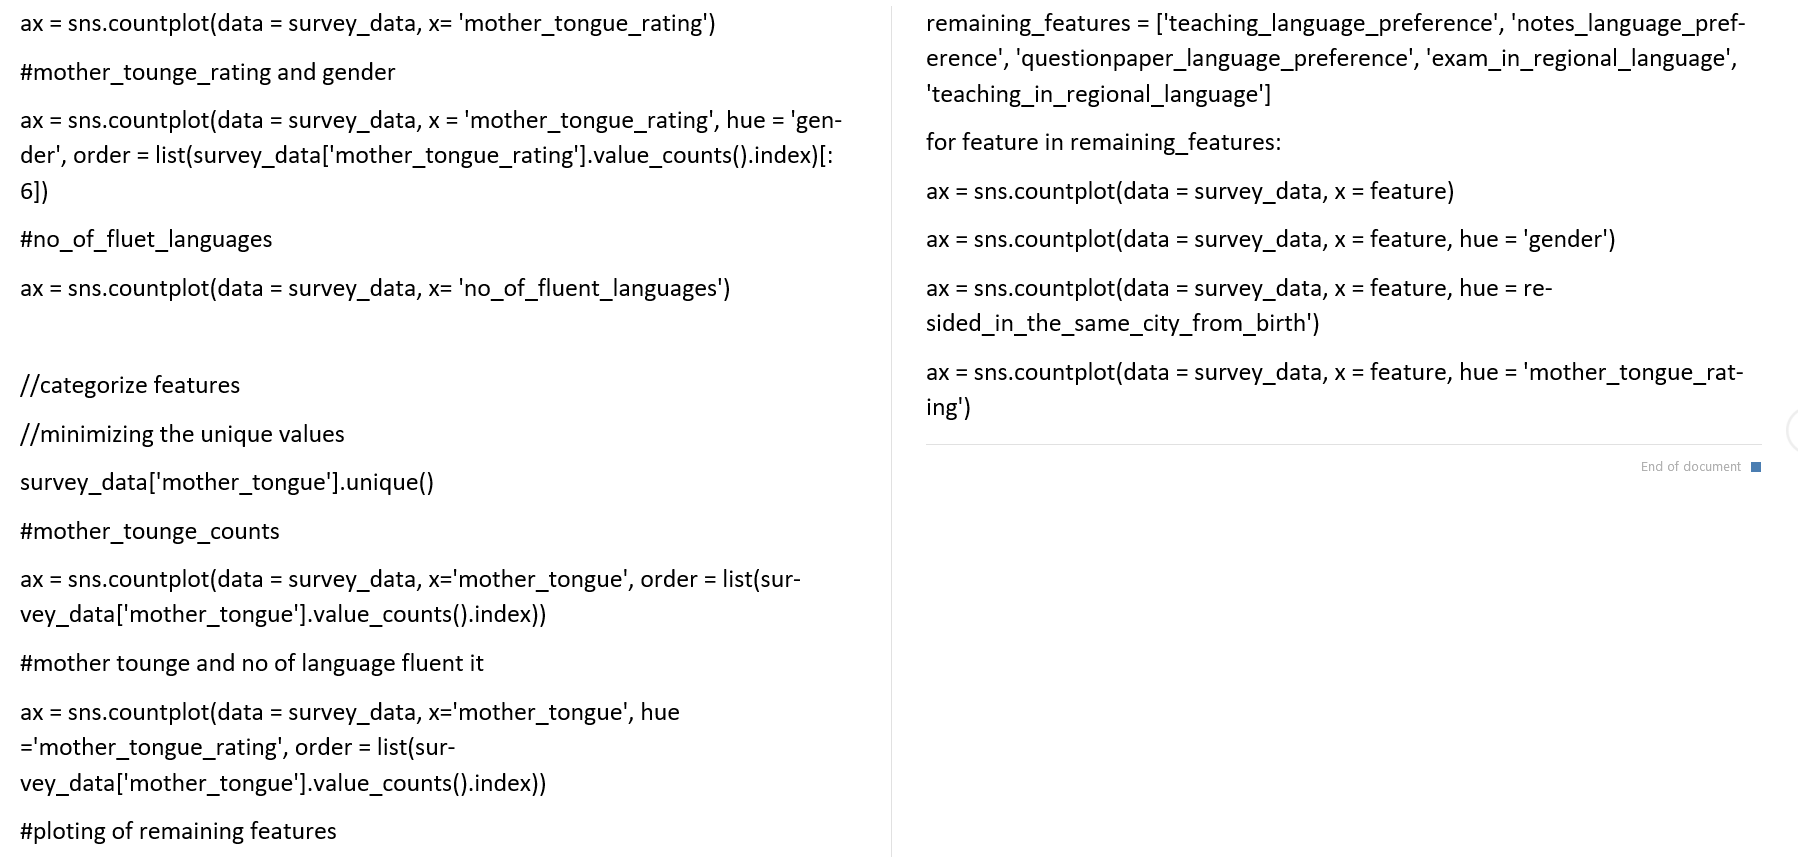 ax = sns.countplot(data = survey_data, x= 'mother_tongue_rating')
#mother_tounge_rating and gender
ax = sns.countplot(data = survey_data, x = 'mother_tongue_rating', hue = 'gen-
der', order = list(survey_data['mother_tongue_rating'].value_counts().index)[:
6])
#no_of_fluet_languages
ax = sns.countplot(data = survey_data, x= 'no_of_fluent_languages')
//categorize features
//minimizing the unique values
survey_data['mother_tongue'].unique()
#mother_tounge_counts
ax = sns.countplot(data = survey_data, x='mother_tongue', order = list(sur-
vey_data['mother_tongue'].value_counts().index))
#mother tounge and no of language fluent it
ax = sns.countplot(data = survey_data, x='mother_tongue', hue
='mother_tongue_rating', order = list(sur-
vey_data['mother_tongue'].value_counts().index))
#ploting of remaining features
remaining_features = ['teaching_language_preference', 'notes_language_pref-
erence', 'questionpaper_language_preference', 'exam_in_regional_language',
'teaching_in_regional_language']
for feature in remaining_features:
ax = sns.countplot(data = survey_data, x = feature)
ax = sns.countplot(data = survey_data, x = feature, hue = 'gender')
ax = sns.countplot(data = survey_data, x = feature, hue = re-
sided_in_the_same_city_from_birth')
ax = sns.countplot(data = survey_data, x = feature, hue = 'mother_tongue_rat-
ing')
End of document